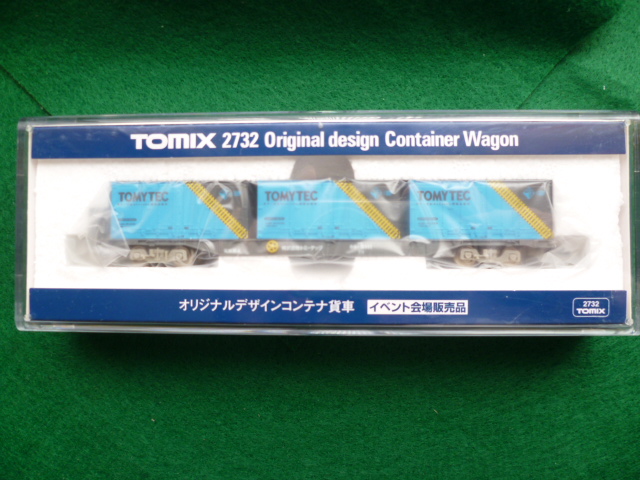 TOMIX 2732 Original design Container Wagon
TOMYTEC
TOMYTEC
TOMYTEC
オリジナルデザインコンテナ貨車 イベント会場販売品
2732
TOMIX